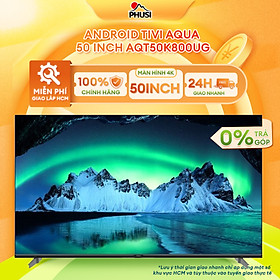 PHUSI
ANDROID TIVI AQUA
50 INCH AQT50K800UG
MIỄN PHÍ
GIAO LẮP HCM
100%
CHÍNH HÃNG
MÀN HÌNH 4K
50INCH
24H
GIAO NHANH
0% TRẢ
GÓP
*Lưu ý thời gian giao nhanh chỉ áp dụng một số
khu vực HCM và tùy thuộc vào tuyến giao thực tế